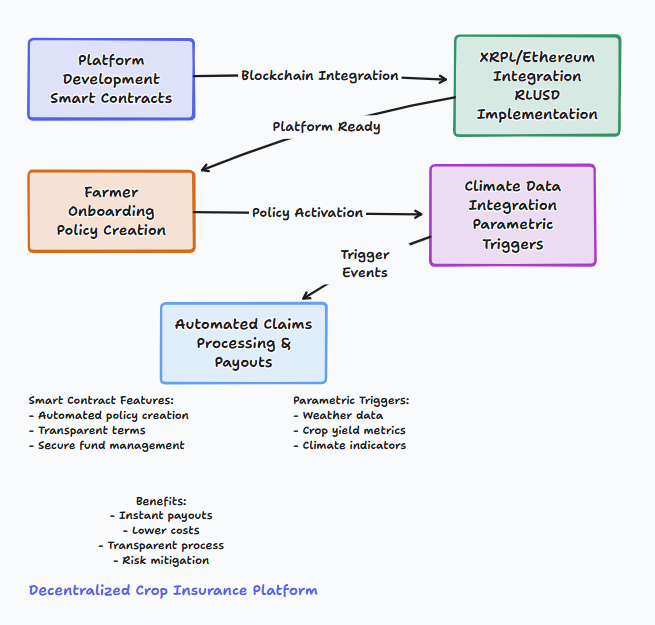 Platform
Development
Smart Contracts
Blockchain Integration
XRPL/Ethereum
Integration
RLUSD
Implementation
Platform Ready
Farmer
Onboarding
Policy Creation
Policy Activation
Climate Data
Integration
Parametric
Triggers
Trigger
Events
Automated Claims
Processing &
Payouts
Smart Contract Features:
- Automated policy creation
- Transparent terms
- Secure fund management
Parametric Triggers:
- Weather data
- Crop yield metrics
- Climate indicators
Benefits:
- Instant payouts
- Lower costs
- Transparent process
- Risk mitigation
Decentralized Crop Insurance Platform